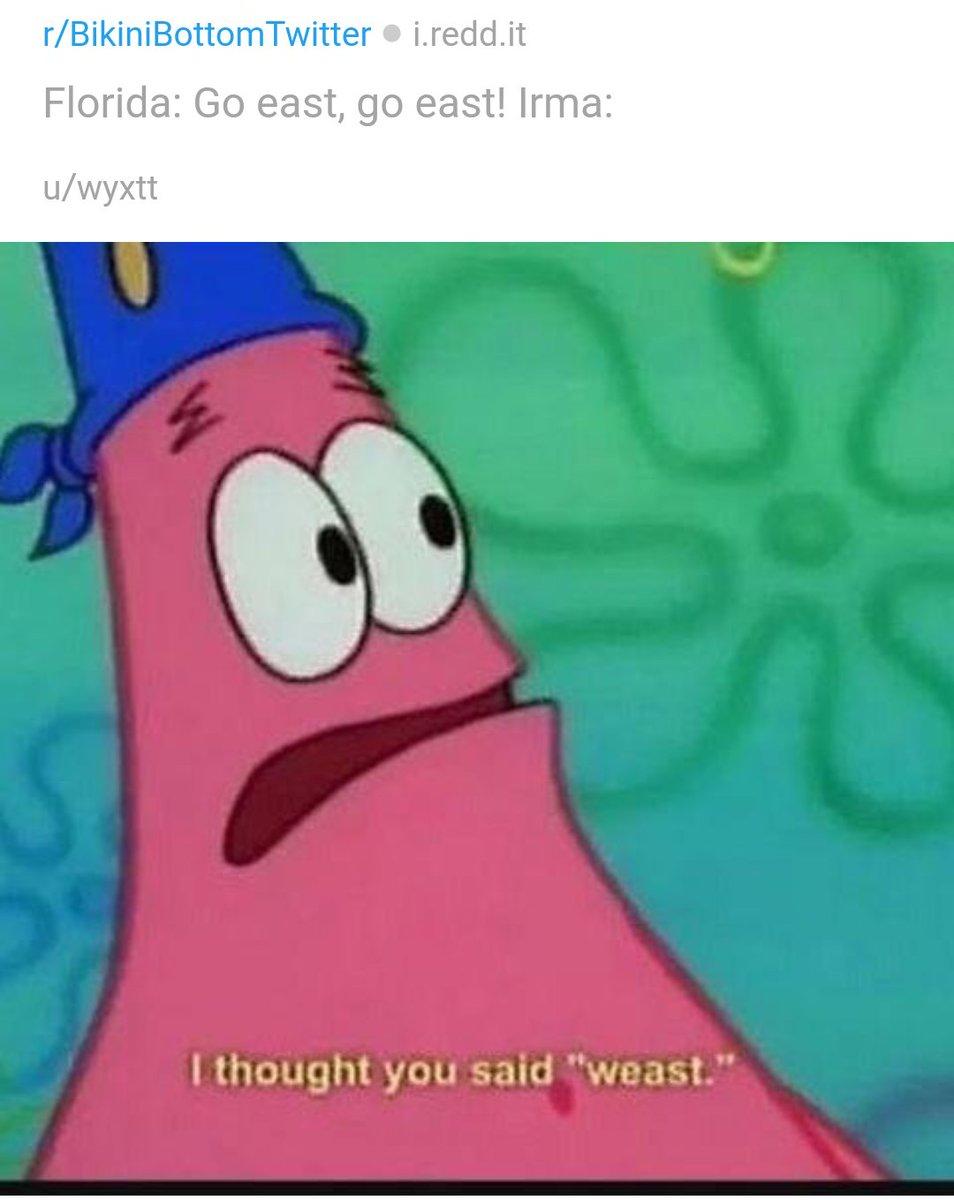 r/BikiniBottomTwitter ● i.redd.it
Florida: Go east, go east! Irma:
u/wyxtt
I thought you said "weast."